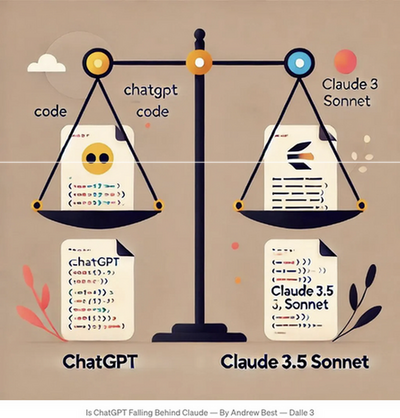 chatgpt
code
code
Claude 3
Sonnet
chatGPT
Claude 3.5
Sonnet
ChatGPT
Claude 3.5 Sonnet
Is ChatGPT Falling Behind Claude — By Andrew Best — Dalle 3